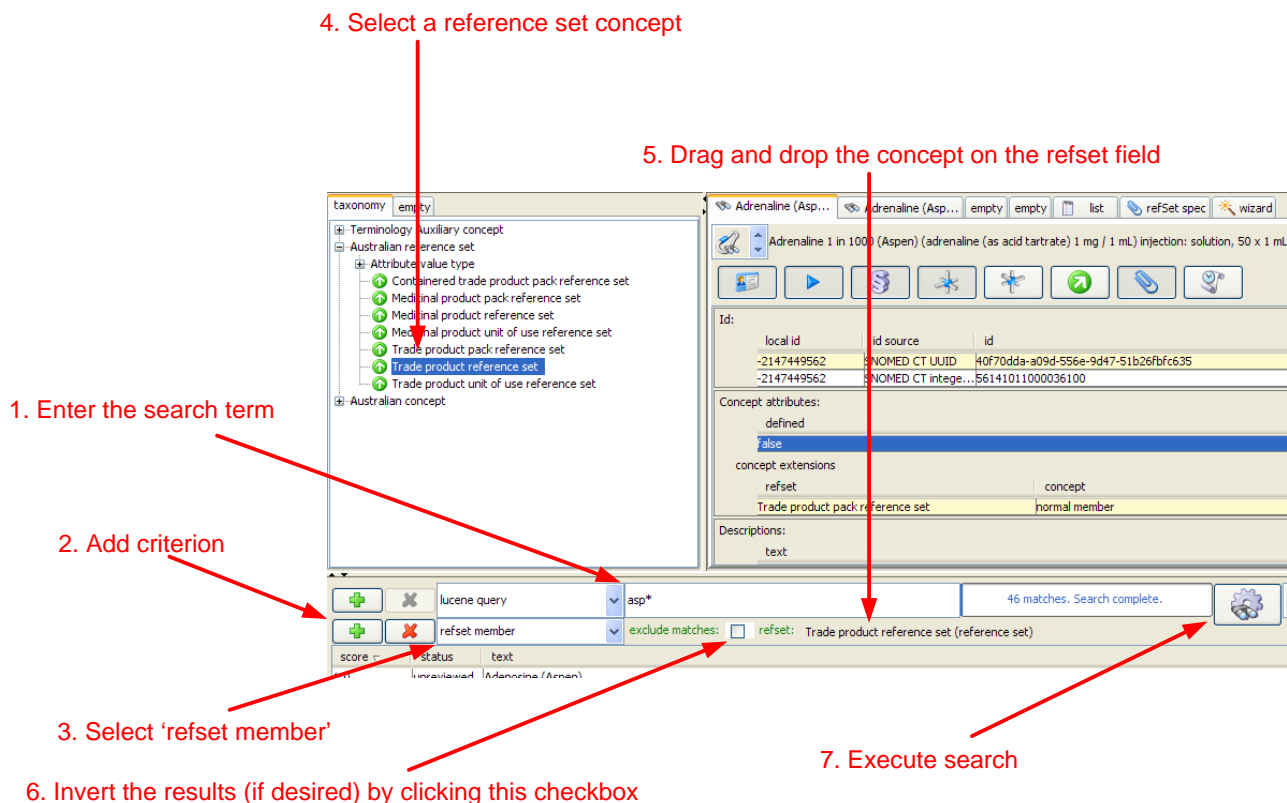 4. Select a reference set concept
5. Drag and drop the concept on the refset field
taxonomy empty
Adrenaline (Asp... Adrenaline (Asp... empty empty list refSet spec wizard
Terminology Auxiliary concept
Australian reference set
Attribute value type
Containered trade product pack reference set
Medicinal product pack reference set
Medicinal product reference set
Medicinal product unit of use reference set
Trade product pack reference set
Trade product reference set
Trade product unit of use reference set
Australian concept
Adrenaline 1 in 1000 (Aspen) (adrenaline (as acid tartrate) 1 mg / 1 mL) injection: solution, 50 x 1 mL
Id:
local id id source id
-2147449562 SNOMED CT UUID 40f70dda-a09d-556e-9d47-51b26fbfc635
-2147449562 SNOMED CT intege... 56141011000036100
Concept attributes:
defined
false
concept extensions
refset concept
Trade product pack reference set normal member
Descriptions:
text
1. Enter the search term
2. Add criterion
lucene query asp* 46 matches. Search complete.
refset member exclude matches: refset: Trade product reference set (reference set)
score status text
unreviewed Adenosine (Aspen)
3. Select ‘refset member’
7. Execute search
6. Invert the results (if desired) by clicking this checkbox